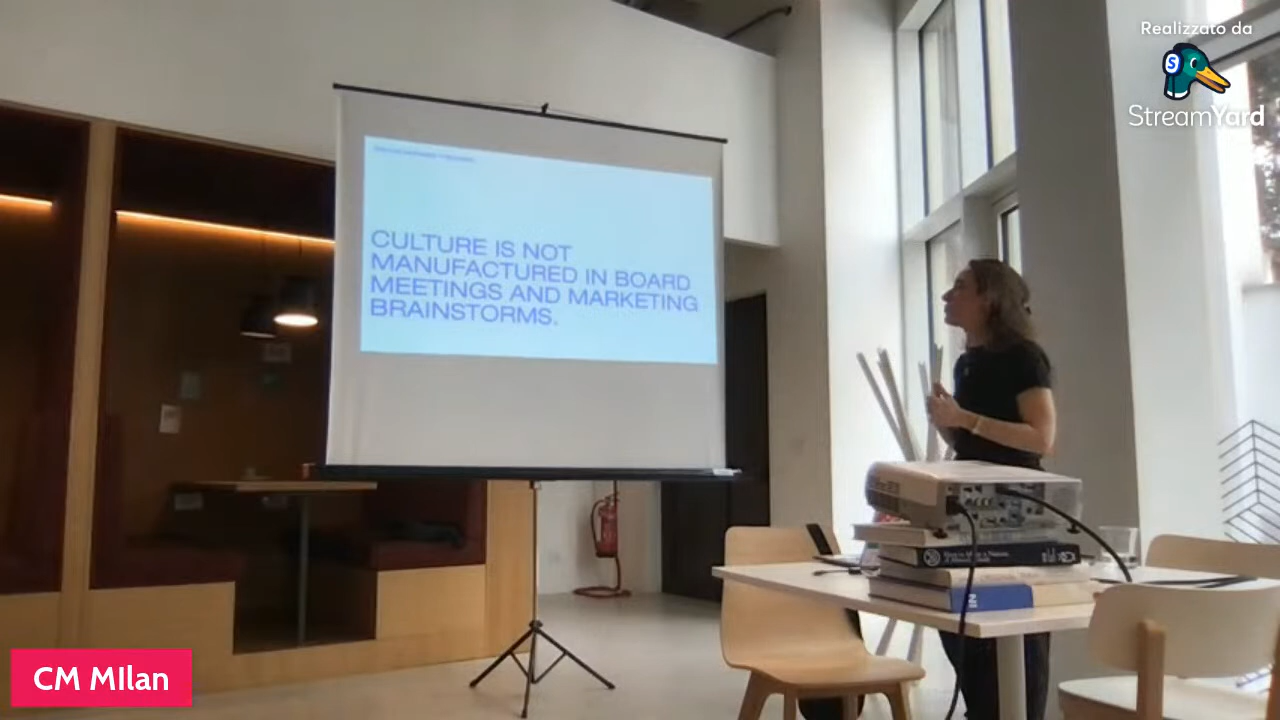 Realizzato da
StreamYard
CULTURE IS NOT
MANUFACTURED IN BOARD
MEETINGS AND MARKETING
BRAINSTORMS.
CM MIlan